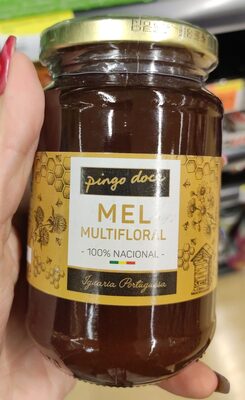 pingo doce
MEL
MULTIFLORAL
- 100% NACIONAL -
Iguaria Portuguesa